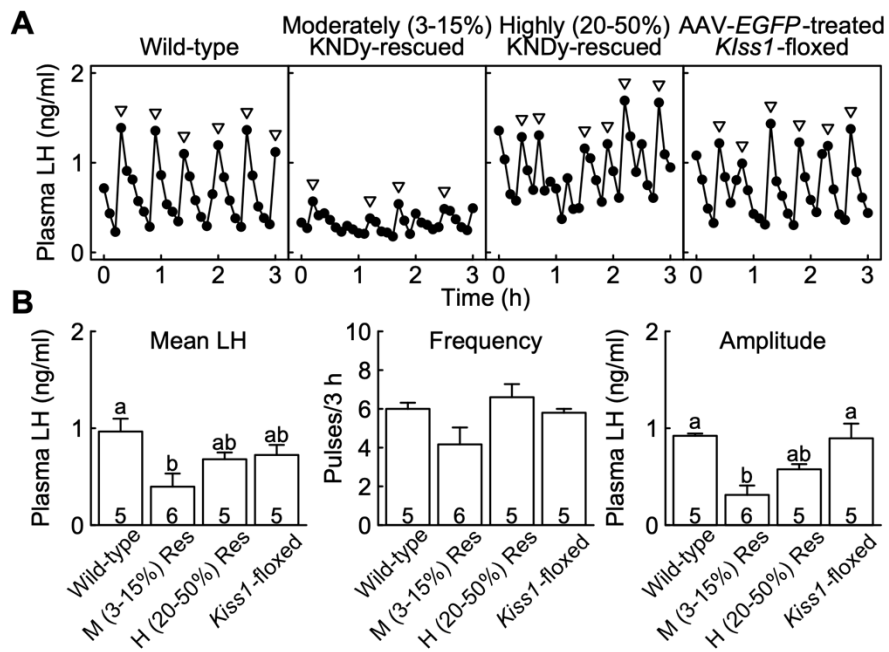 A
Wild-type
Moderately (3-15%)
KNDy-rescued
Highly (20-50%)
KNDy-rescued
AAV-EGFP-treated
KIss1-floxed
Plasma LH (ng/ml)
2
1
0
0 1 2 3
0 1 2 3
0 1 2 3
0 1 2 3
Time (h)
B
Mean LH
Plasma LH (ng/ml)
2
1
0
a
b
ab
ab
5
6
5
5
Wild-type
M (3-15%) Res
H (20-50%) Res
Kiss1-floxed
Frequency
Pulses/3 h
10
8
6
4
2
0
5
6
5
5
Wild-type
M (3-15%) Res
H (20-50%) Res
Kiss1-floxed
Amplitude
Plasma LH (ng/ml)
2
1
0
a
b
ab
a
5
6
5
5
Wild-type
M (3-15%) Res
H (20-50%) Res
Kiss1-floxed